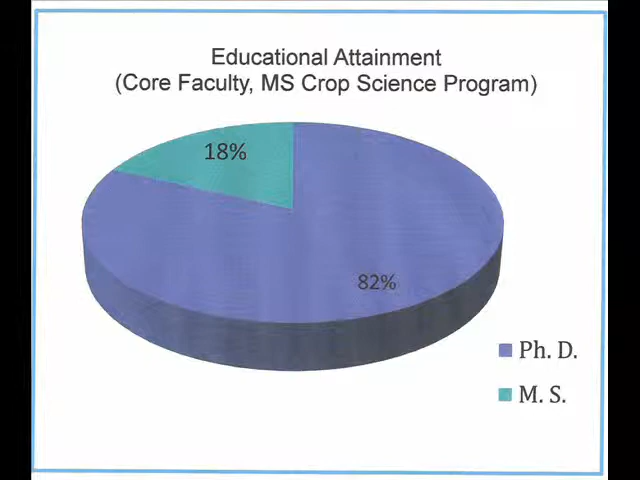 Educational Attainment
(Core Faculty, MS Crop Science Program)
18%
82%
Ph. D.
M. S.